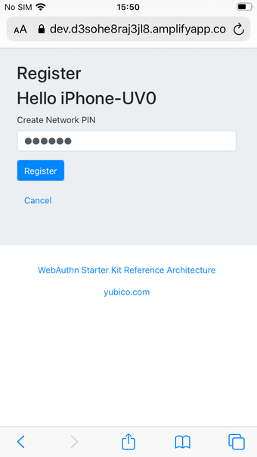 No SIM
15:50
AA
dev.d3sohe8raj3jl8.amplifyapp.co
Register
Hello iPhone-UV0
Create Network PIN
Register
Cancel
WebAuthn Starter Kit Reference Architecture
yubico.com